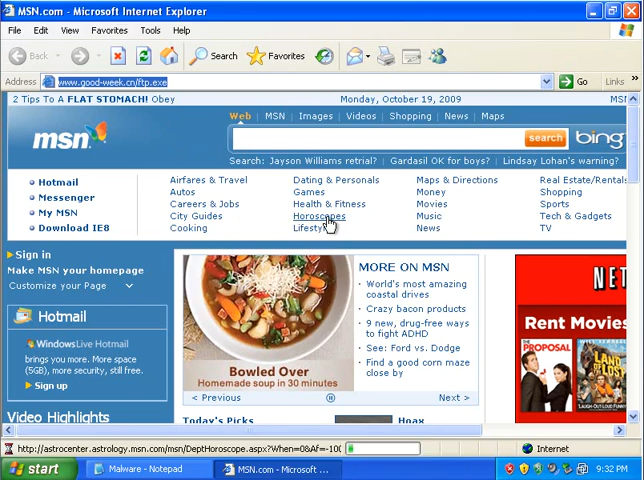 MSN.com - Microsoft Internet Explorer
File Edit View Favorites Tools Help
Back Search Favorites
Address www.good-week.cn/ftp.exe Go Links »
2 Tips To A FLAT STOMACH! Obey Monday, October 19, 2009 MSN
Web MSN Images Videos Shopping News Maps
msn search bing
Search: Jayson Williams retrial? Gardasil OK for boys? Lindsay Lohan's warning?
Hotmail
Messenger
My MSN
Download IE8
Airfares & Travel
Autos
Careers & Jobs
City Guides
Cooking
Dating & Personals
Games
Health & Fitness
Horoscopes
Lifesty
Maps & Directions
Money
Movies
Music
News
Real Estate/Rentals
Shopping
Sports
Tech & Gadgets
TV
Sign in
Make MSN your homepage
Customize your Page
Hotmail
WindowsLive Hotmail
brings you more. More space
(5GB), more security, still free.
Sign up
Video Highlights
Bowled Over
Homemade soup in 30 minutes
MORE ON MSN
World's most amazing
coastal drives
Crazy bacon products
9 new, drug-free ways
to fight ADHD
See: Ford vs. Dodge
Find a good corn maze
close by
< Previous Next >
Today's Picks
Hoax
NET
Rent Movies
THE
PROPOSAL
LAND OF
LOST
http://astrocenter.astrology.msn.com/msn/DeptHoroscope.aspx?When=0&Af=-100 Internet
start Malware - Notepad MSN.com - Microsoft ... 9:32 PM